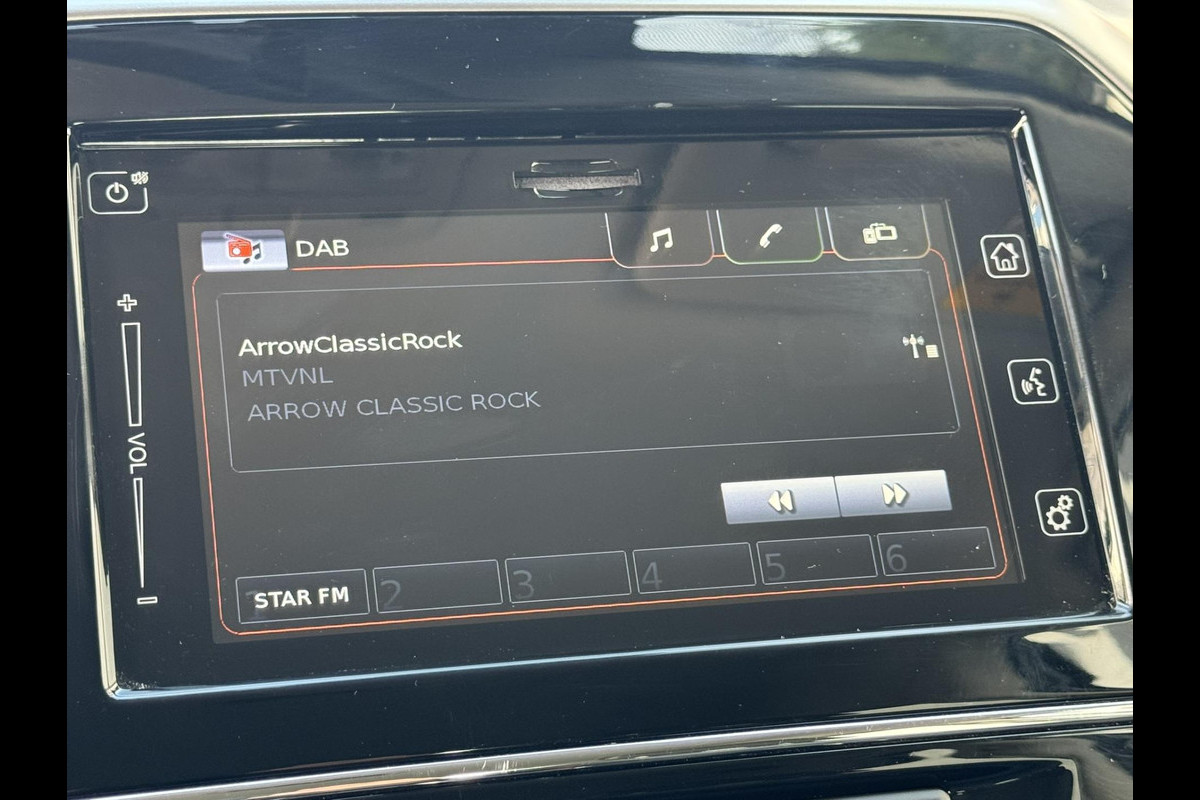 DAB
ArrowClassicRock
MTVNL
ARROW CLASSIC ROCK
VOL
STAR FM 2 3 4 5 6